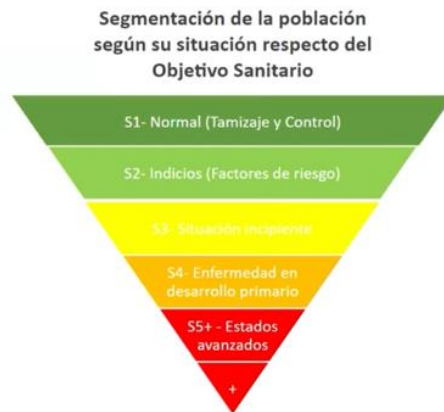 Segmentación de la población
según su situación respecto del
Objetivo Sanitario
S1- Normal (Tamizaje y Control)
S2- Indicios (Factores de riesgo)
S3- Situación incipiente
S4- Enfermedad en
desarrollo primario
S5+ - Estados
avanzados
+